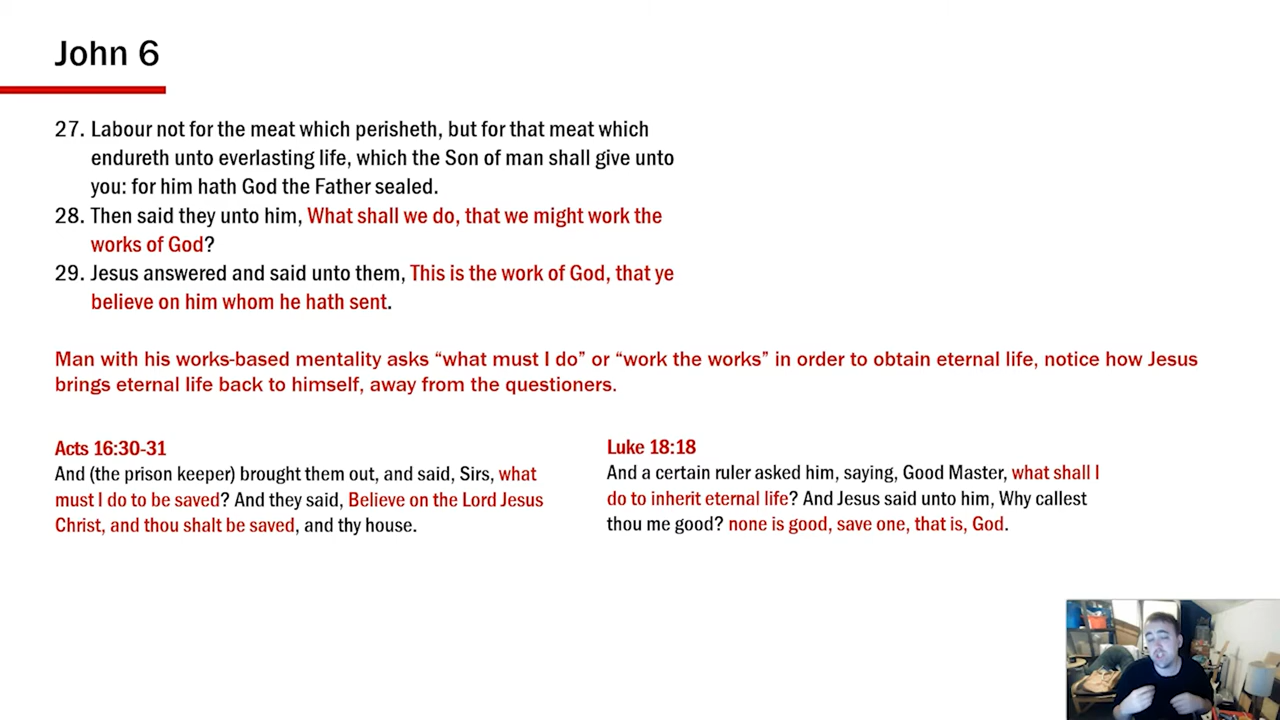 John 6
27. Labour not for the meat which perisheth, but for that meat which
endureth unto everlasting life, which the Son of man shall give unto
you: for him hath God the Father sealed.
28. Then said they unto him, What shall we do, that we might work the
works of God?
29. Jesus answered and said unto them, This is the work of God, that ye
believe on him whom he hath sent.
Man with his works-based mentality asks “what must I do” or “work the works” in order to obtain eternal life, notice how Jesus
brings eternal life back to himself, away from the questioners.
Acts 16:30-31
And (the prison keeper) brought them out, and said, Sirs, what
must I do to be saved? And they said, Believe on the Lord Jesus
Christ, and thou shalt be saved, and thy house.
Luke 18:18
And a certain ruler asked him, saying, Good Master, what shall I
do to inherit eternal life? And Jesus said unto him, Why callest
thou me good? none is good, save one, that is, God.